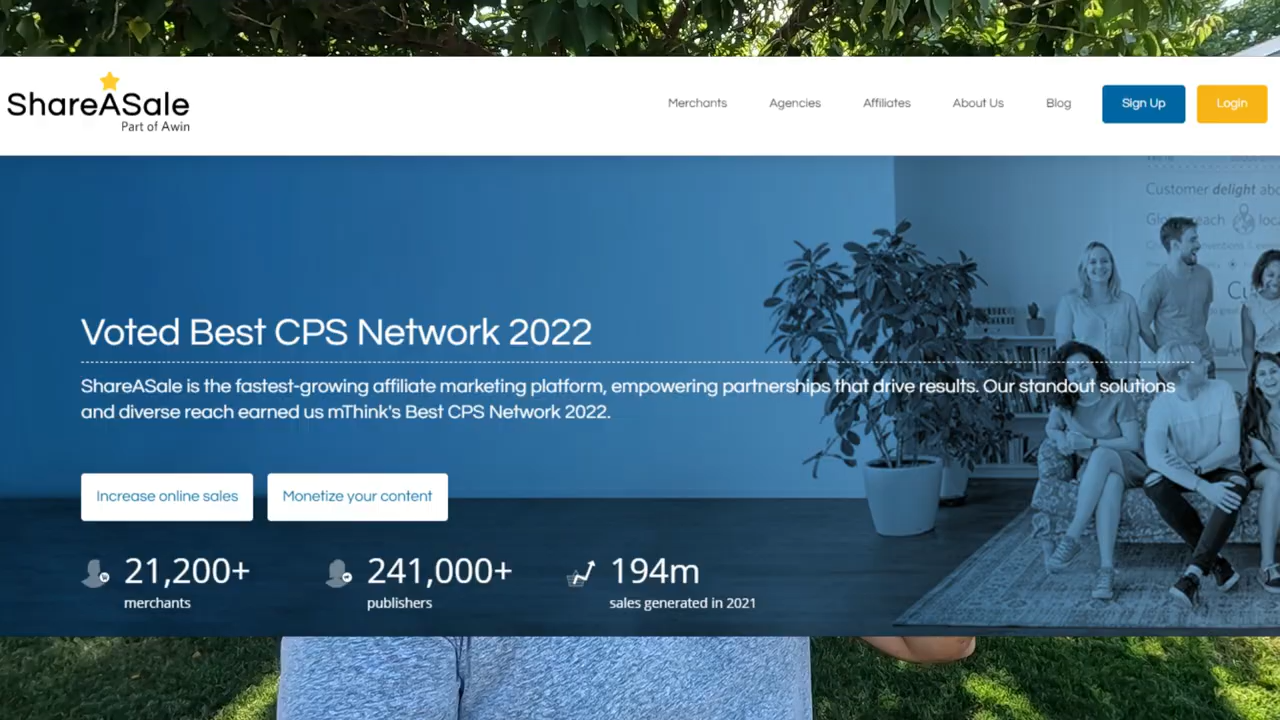 ShareASale
Part of Awin
Merchants
Agencies
Affiliates
About Us
Blog
Sign Up
Login
Customer delight abo
Voted Best CPS Network 2022
ShareASale is the fastest-growing affiliate marketing platform, empowering partnerships that drive results. Our standout solutions
and diverse reach earned us mThink's Best CPS Network 2022.
Increase online sales
Monetize your content
21,200+
merchants
241,000+
publishers
194m
sales generated in 2021